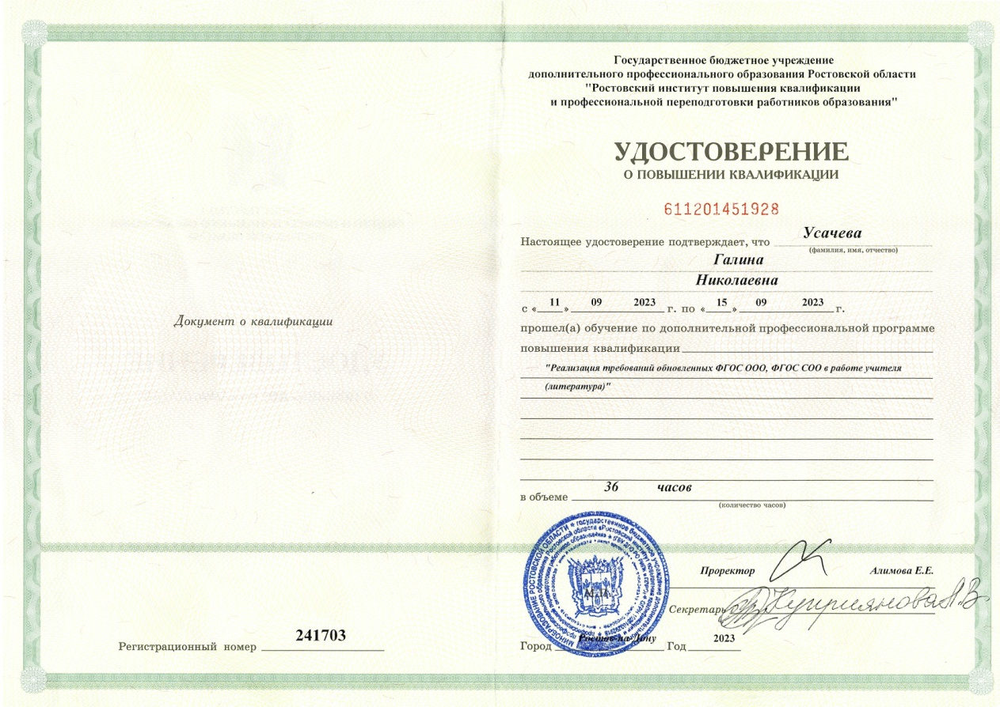 Документ о квалификации
Регистрационный номер 241703
Государственное бюджетное учреждение
дополнительного профессионального образования Ростовской области
"Ростовский институт повышения квалификации
и профессиональной переподготовки работников образования"
УДОСТОВЕРЕНИЕ
О ПОВЫШЕНИИ КВАЛИФИКАЦИИ
611201451928
Настоящее удостоверение подтверждает, что Усачева
(фамилия, имя, отчество)
Галина
Николаевна
с « 11 » 09 2023 г. по « 15 » 09 2023 г.
прошел(а) обучение по дополнительной профессиональной программе
повышения квалификации
"Реализация требований обновленных ФГОС ООО, ФГОС СОО в работе учителя
(литература)"
в объеме 36 часов
(количество часов)
МИНОБРАЗОВАНИЕ РОСТОВСКОЙ ОБЛАСТИ
М.П.
Проректор Алимова Е.Е.
Секретарь Куприянова А.В
Город Ростов-на-Дону Год 2023